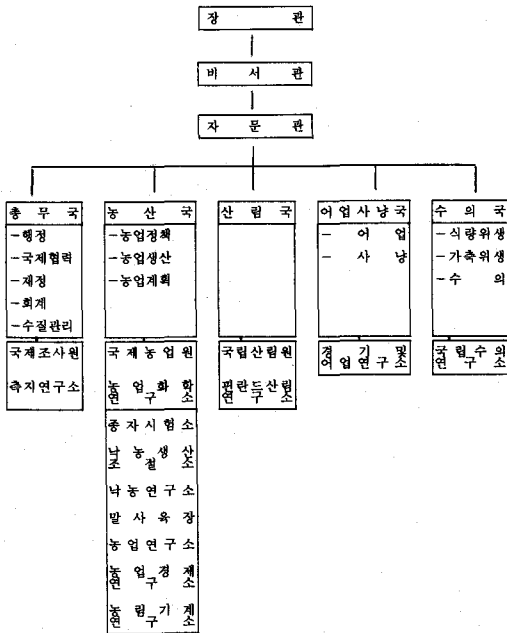 장 관
비 서 관
자 문 관
총 무 국
-행정
-국제협력
-재정
-회계
-수질관리
국제조사원
측지연구소
농 산 국
-농업정책
-농업생산
-농업계획
국 제 농 업 원
농 업 화 학
연 구 소
종 자 시 험 소
낙 농 생 산
조 절 소
낙 농 연 구 소
말 사 육 장
농 업 연 구 소
농 업 경 제
연 구 소
농 림 기 계
연 구 소
산 림 국
국립산림원
핀란드산림
연 구 소
어업사냥국
- 어 업
- 사 냥
경 기 및
어업연구소
수 의 국
-식량위생
-가축위생
-수 의
국립수의
연 구 소